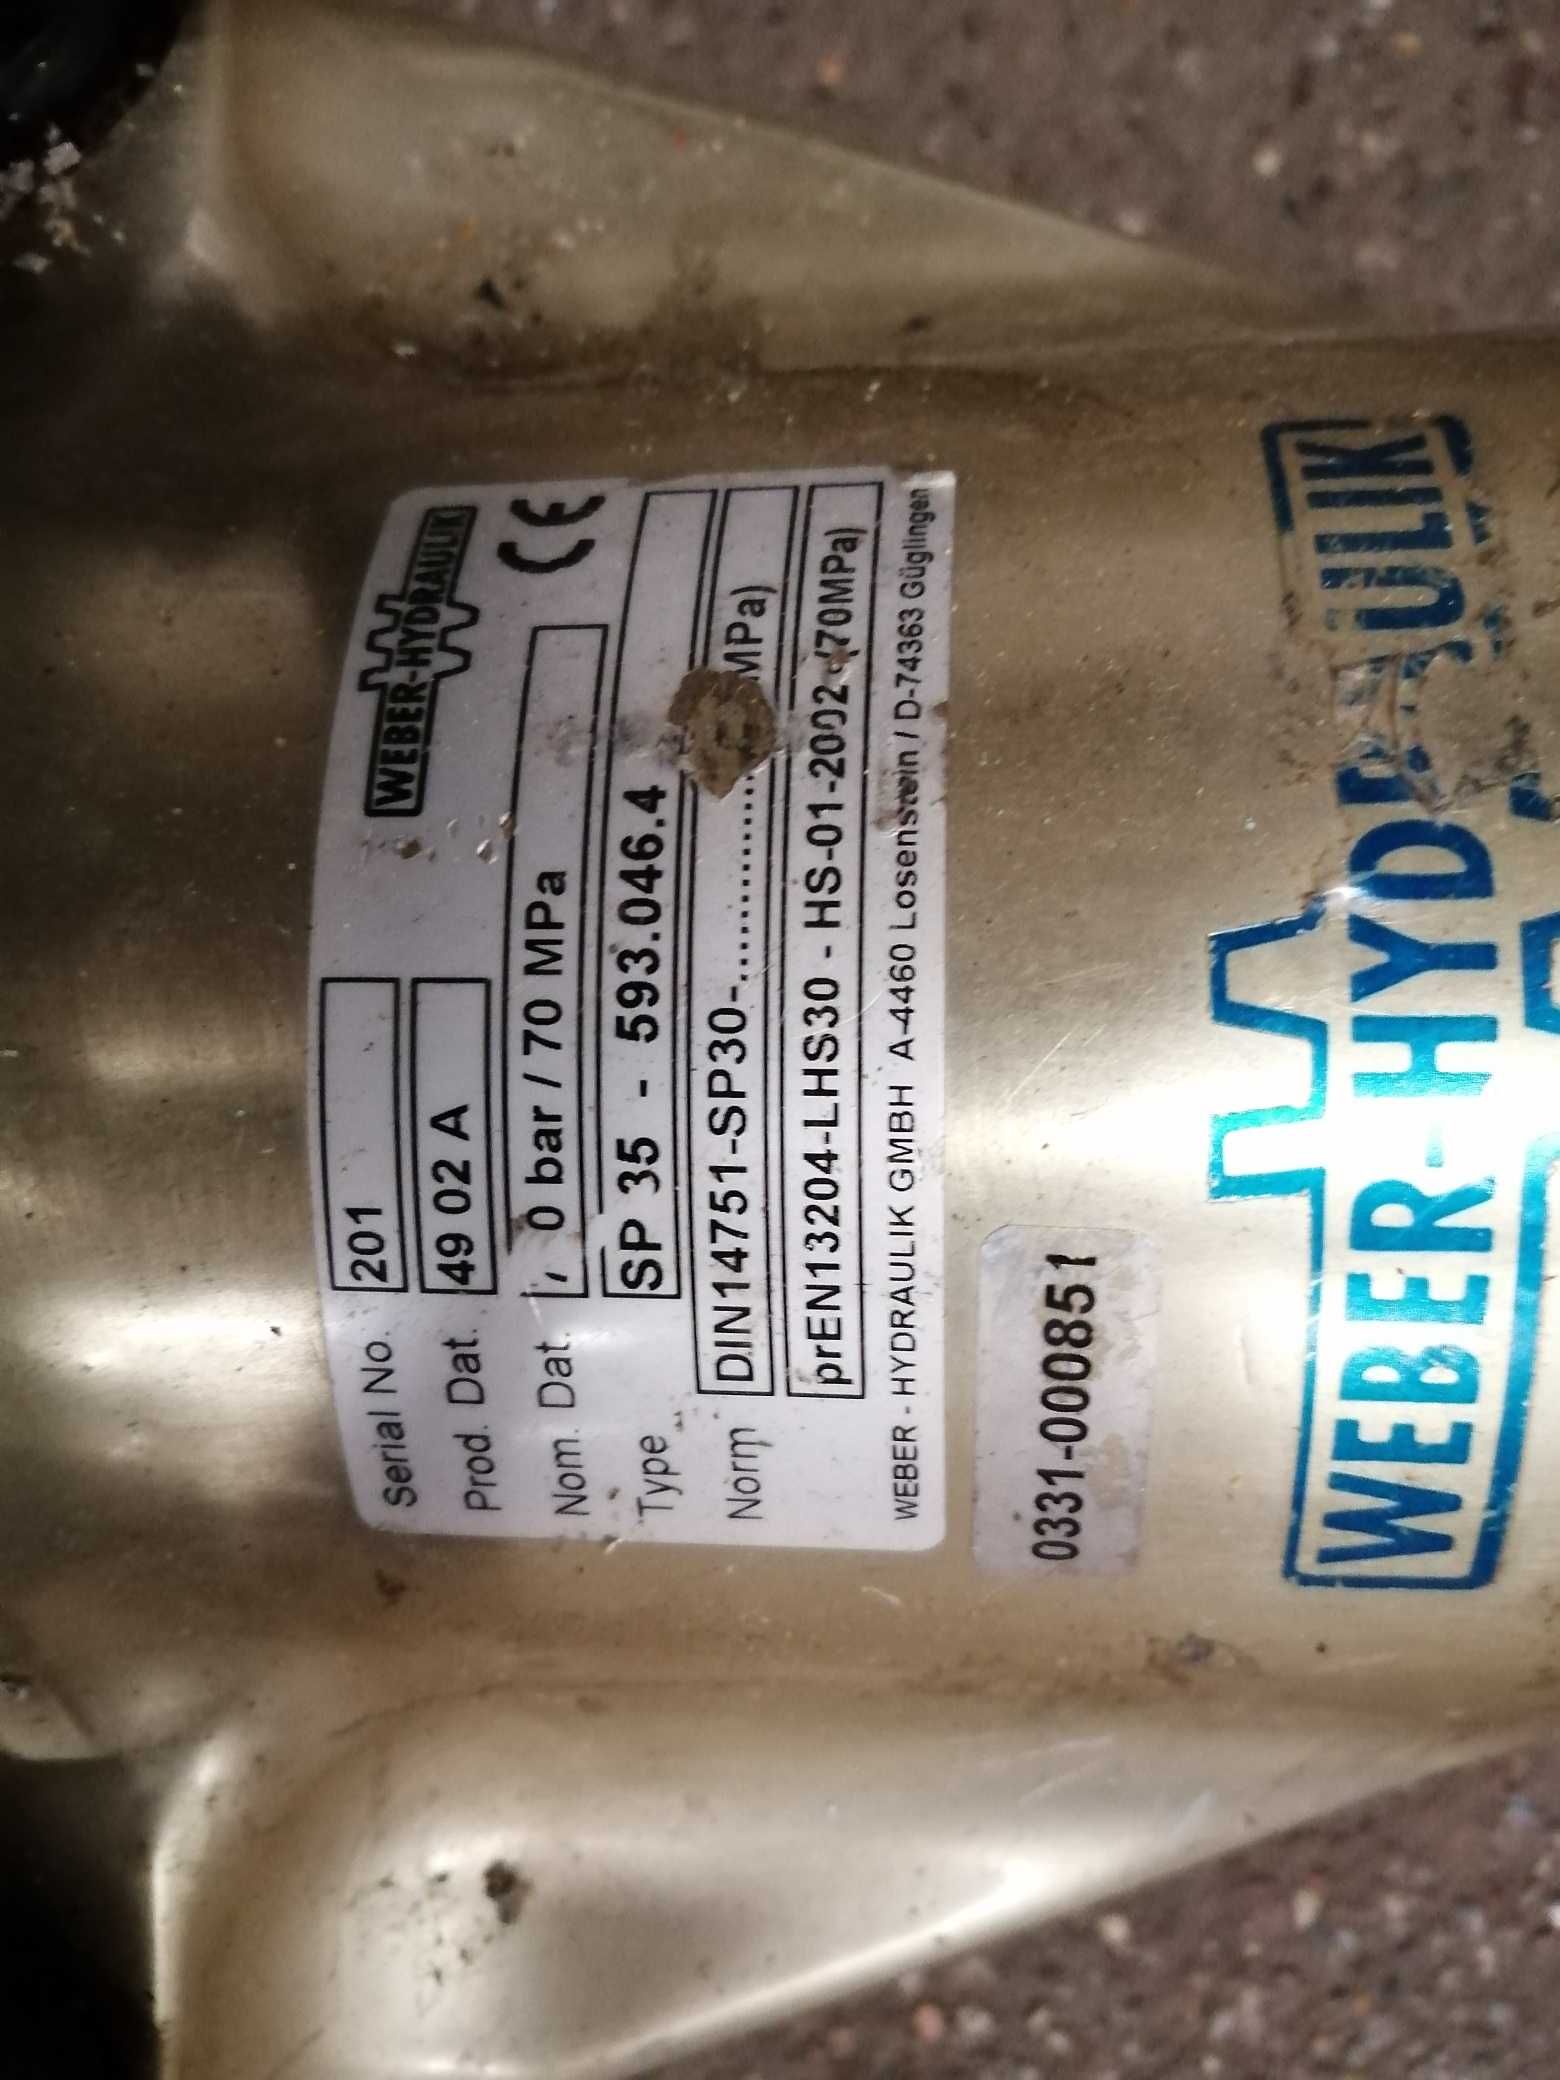 WEBER-HYDRAULIK
Serial No. 201
Prod. Dat. 49 02 A
CE
Nom. Dat. 0 bar / 70 MPa
Type SP 35 - 593.046.4
Norm DIN14751-SP30-............ MPa)
prEN13204-LHS30 - HS-01-2002 (70MPa)
WEBER - HYDRAULIK GMBH A-4460 Losenstein / D-74363 Güglingen
0331-000851
WEBER-HYDRAULIK